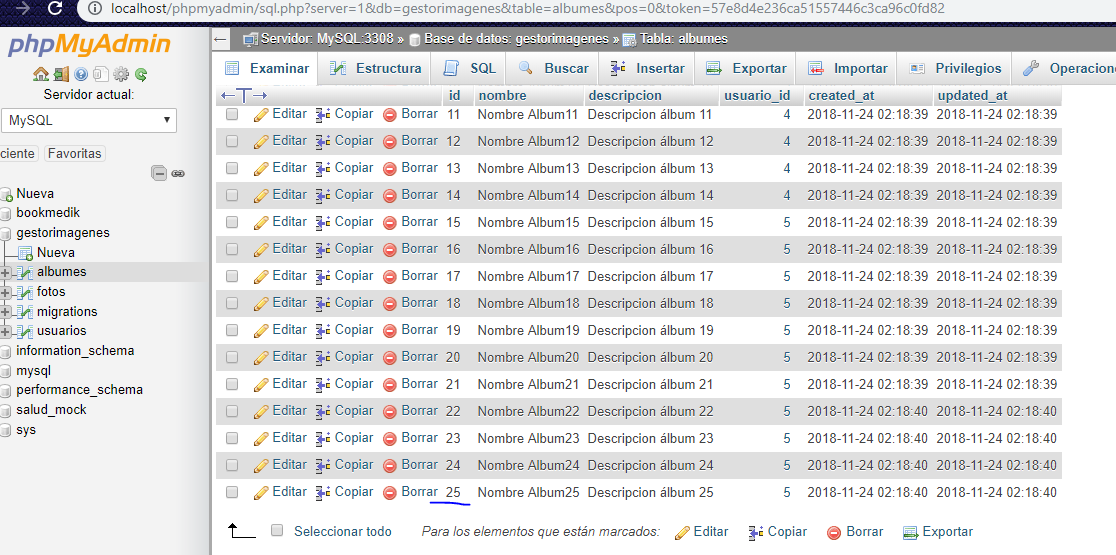 localhost/phpmyadmin/sql.php?server=1&db=gestorimagenes&table=albumes&pos=0&token=57e8d4e236ca51557446c3ca96c0fd82
phpMyAdmin
Servidor actual:
MySQL
ciente Favoritas
Nueva
bookmedik
gestorimagenes
Nueva
albumes
fotos
migrations
usuarios
information_schema
mysql
performance_schema
salud_mock
sys
Servidor: MySQL:3308 » Base de datos: gestorimagenes » Tabla: albumes
Examinar Estructura SQL Buscar Insertar Exportar Importar Privilegios Operacion
id nombre descripcion usuario_id created_at updated_at
Editar Copiar Borrar 11 Nombre Album11 Descripcion álbum 11 4 2018-11-24 02:18:39 2018-11-24 02:18:39
Editar Copiar Borrar 12 Nombre Album12 Descripcion álbum 12 4 2018-11-24 02:18:39 2018-11-24 02:18:39
Editar Copiar Borrar 13 Nombre Album13 Descripcion álbum 13 4 2018-11-24 02:18:39 2018-11-24 02:18:39
Editar Copiar Borrar 14 Nombre Album14 Descripcion álbum 14 4 2018-11-24 02:18:39 2018-11-24 02:18:39
Editar Copiar Borrar 15 Nombre Album15 Descripcion álbum 15 5 2018-11-24 02:18:39 2018-11-24 02:18:39
Editar Copiar Borrar 16 Nombre Album16 Descripcion álbum 16 5 2018-11-24 02:18:39 2018-11-24 02:18:39
Editar Copiar Borrar 17 Nombre Album17 Descripcion álbum 17 5 2018-11-24 02:18:39 2018-11-24 02:18:39
Editar Copiar Borrar 18 Nombre Album18 Descripcion álbum 18 5 2018-11-24 02:18:39 2018-11-24 02:18:39
Editar Copiar Borrar 19 Nombre Album19 Descripcion álbum 19 5 2018-11-24 02:18:39 2018-11-24 02:18:39
Editar Copiar Borrar 20 Nombre Album20 Descripcion álbum 20 5 2018-11-24 02:18:39 2018-11-24 02:18:39
Editar Copiar Borrar 21 Nombre Album21 Descripcion álbum 21 5 2018-11-24 02:18:39 2018-11-24 02:18:39
Editar Copiar Borrar 22 Nombre Album22 Descripcion álbum 22 5 2018-11-24 02:18:40 2018-11-24 02:18:40
Editar Copiar Borrar 23 Nombre Album23 Descripcion álbum 23 5 2018-11-24 02:18:40 2018-11-24 02:18:40
Editar Copiar Borrar 24 Nombre Album24 Descripcion álbum 24 5 2018-11-24 02:18:40 2018-11-24 02:18:40
Editar Copiar Borrar 25 Nombre Album25 Descripcion álbum 25 5 2018-11-24 02:18:40 2018-11-24 02:18:40
Seleccionar todo Para los elementos que están marcados: Editar Copiar Borrar Exportar